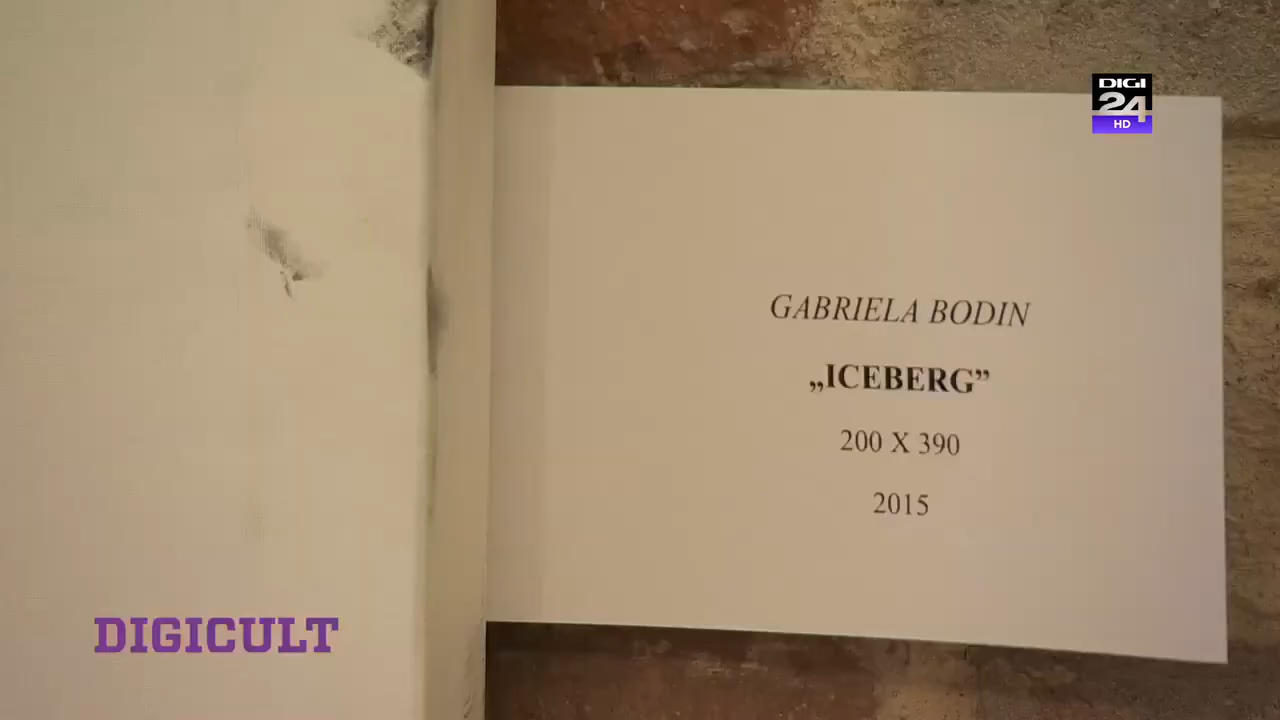 DIGI
24
HD
GABRIELA BODIN
„ICEBERG”
200 X 390
2015
DIGICULT